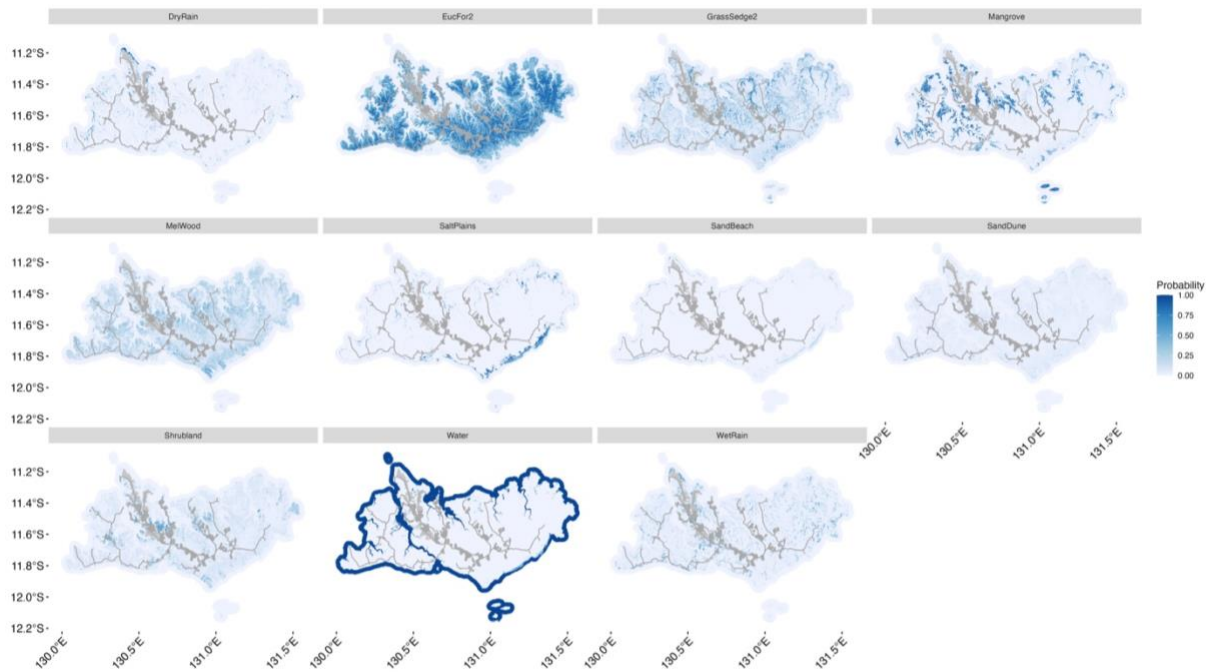 DryRain EucFor2 GrassSedge2 Mangrove
11.2°S
11.4°S
11.6°S
11.8°S
12.0°S
12.2°S
MelWood SaltPlains SandBeach SandDune
11.2°S
11.4°S
11.6°S
11.8°S
12.0°S
12.2°S
Probability
1.00
0.75
0.50
0.25
0.00
130.0°E 130.5°E 131.0°E 131.5°E
Shrubland Water WetRain
11.2°S
11.4°S
11.6°S
11.8°S
12.0°S
12.2°S
130.0°E 130.5°E 131.0°E 131.5°E 130.0°E 130.5°E 131.0°E 131.5°E 130.0°E 130.5°E 131.0°E 131.5°E